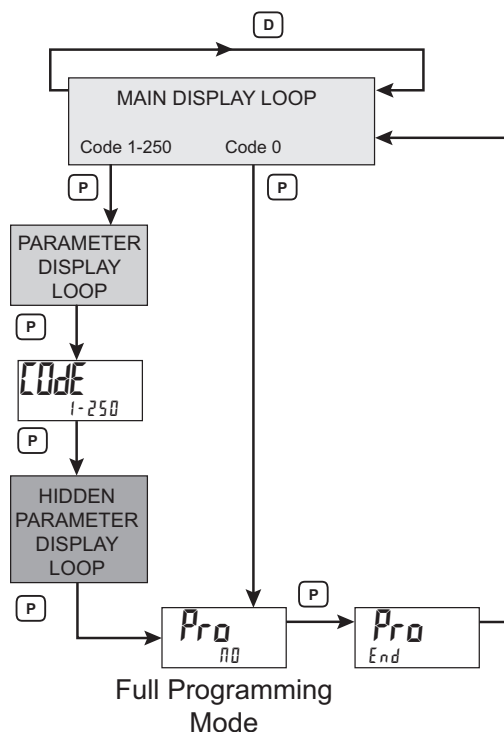 D
MAIN DISPLAY LOOP
Code 1-250 Code 0
P P
PARAMETER
DISPLAY
LOOP
P
COdE
1-250
P
HIDDEN
PARAMETER
DISPLAY
LOOP
P P
Pro Pro
NO End
Full Programming
Mode